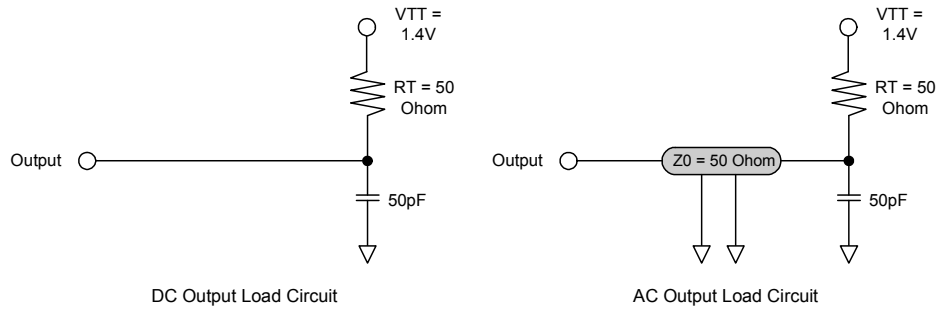 VTT =
1.4V
RT = 50
Ohom
Output
50pF
DC Output Load Circuit
VTT =
1.4V
RT = 50
Ohom
Output
Z0 = 50 Ohom
50pF
AC Output Load Circuit